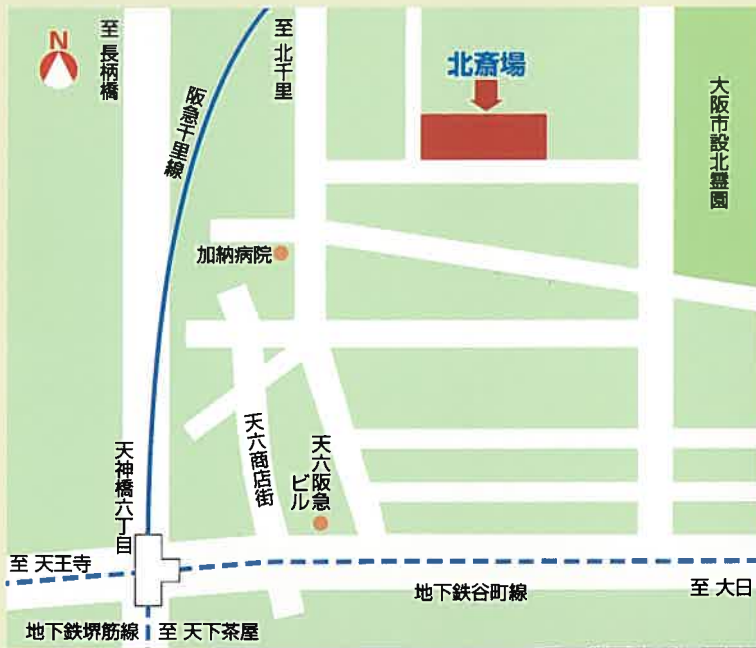 N
至 長柄橋
至 北千里
阪急千里線
北斎場
大阪市設北霊園
加納病院
天六商店街
天六阪急
ビル
天神橋六丁目
至 天王寺
地下鉄谷町線
至 大日
地下鉄堺筋線
至 天下茶屋